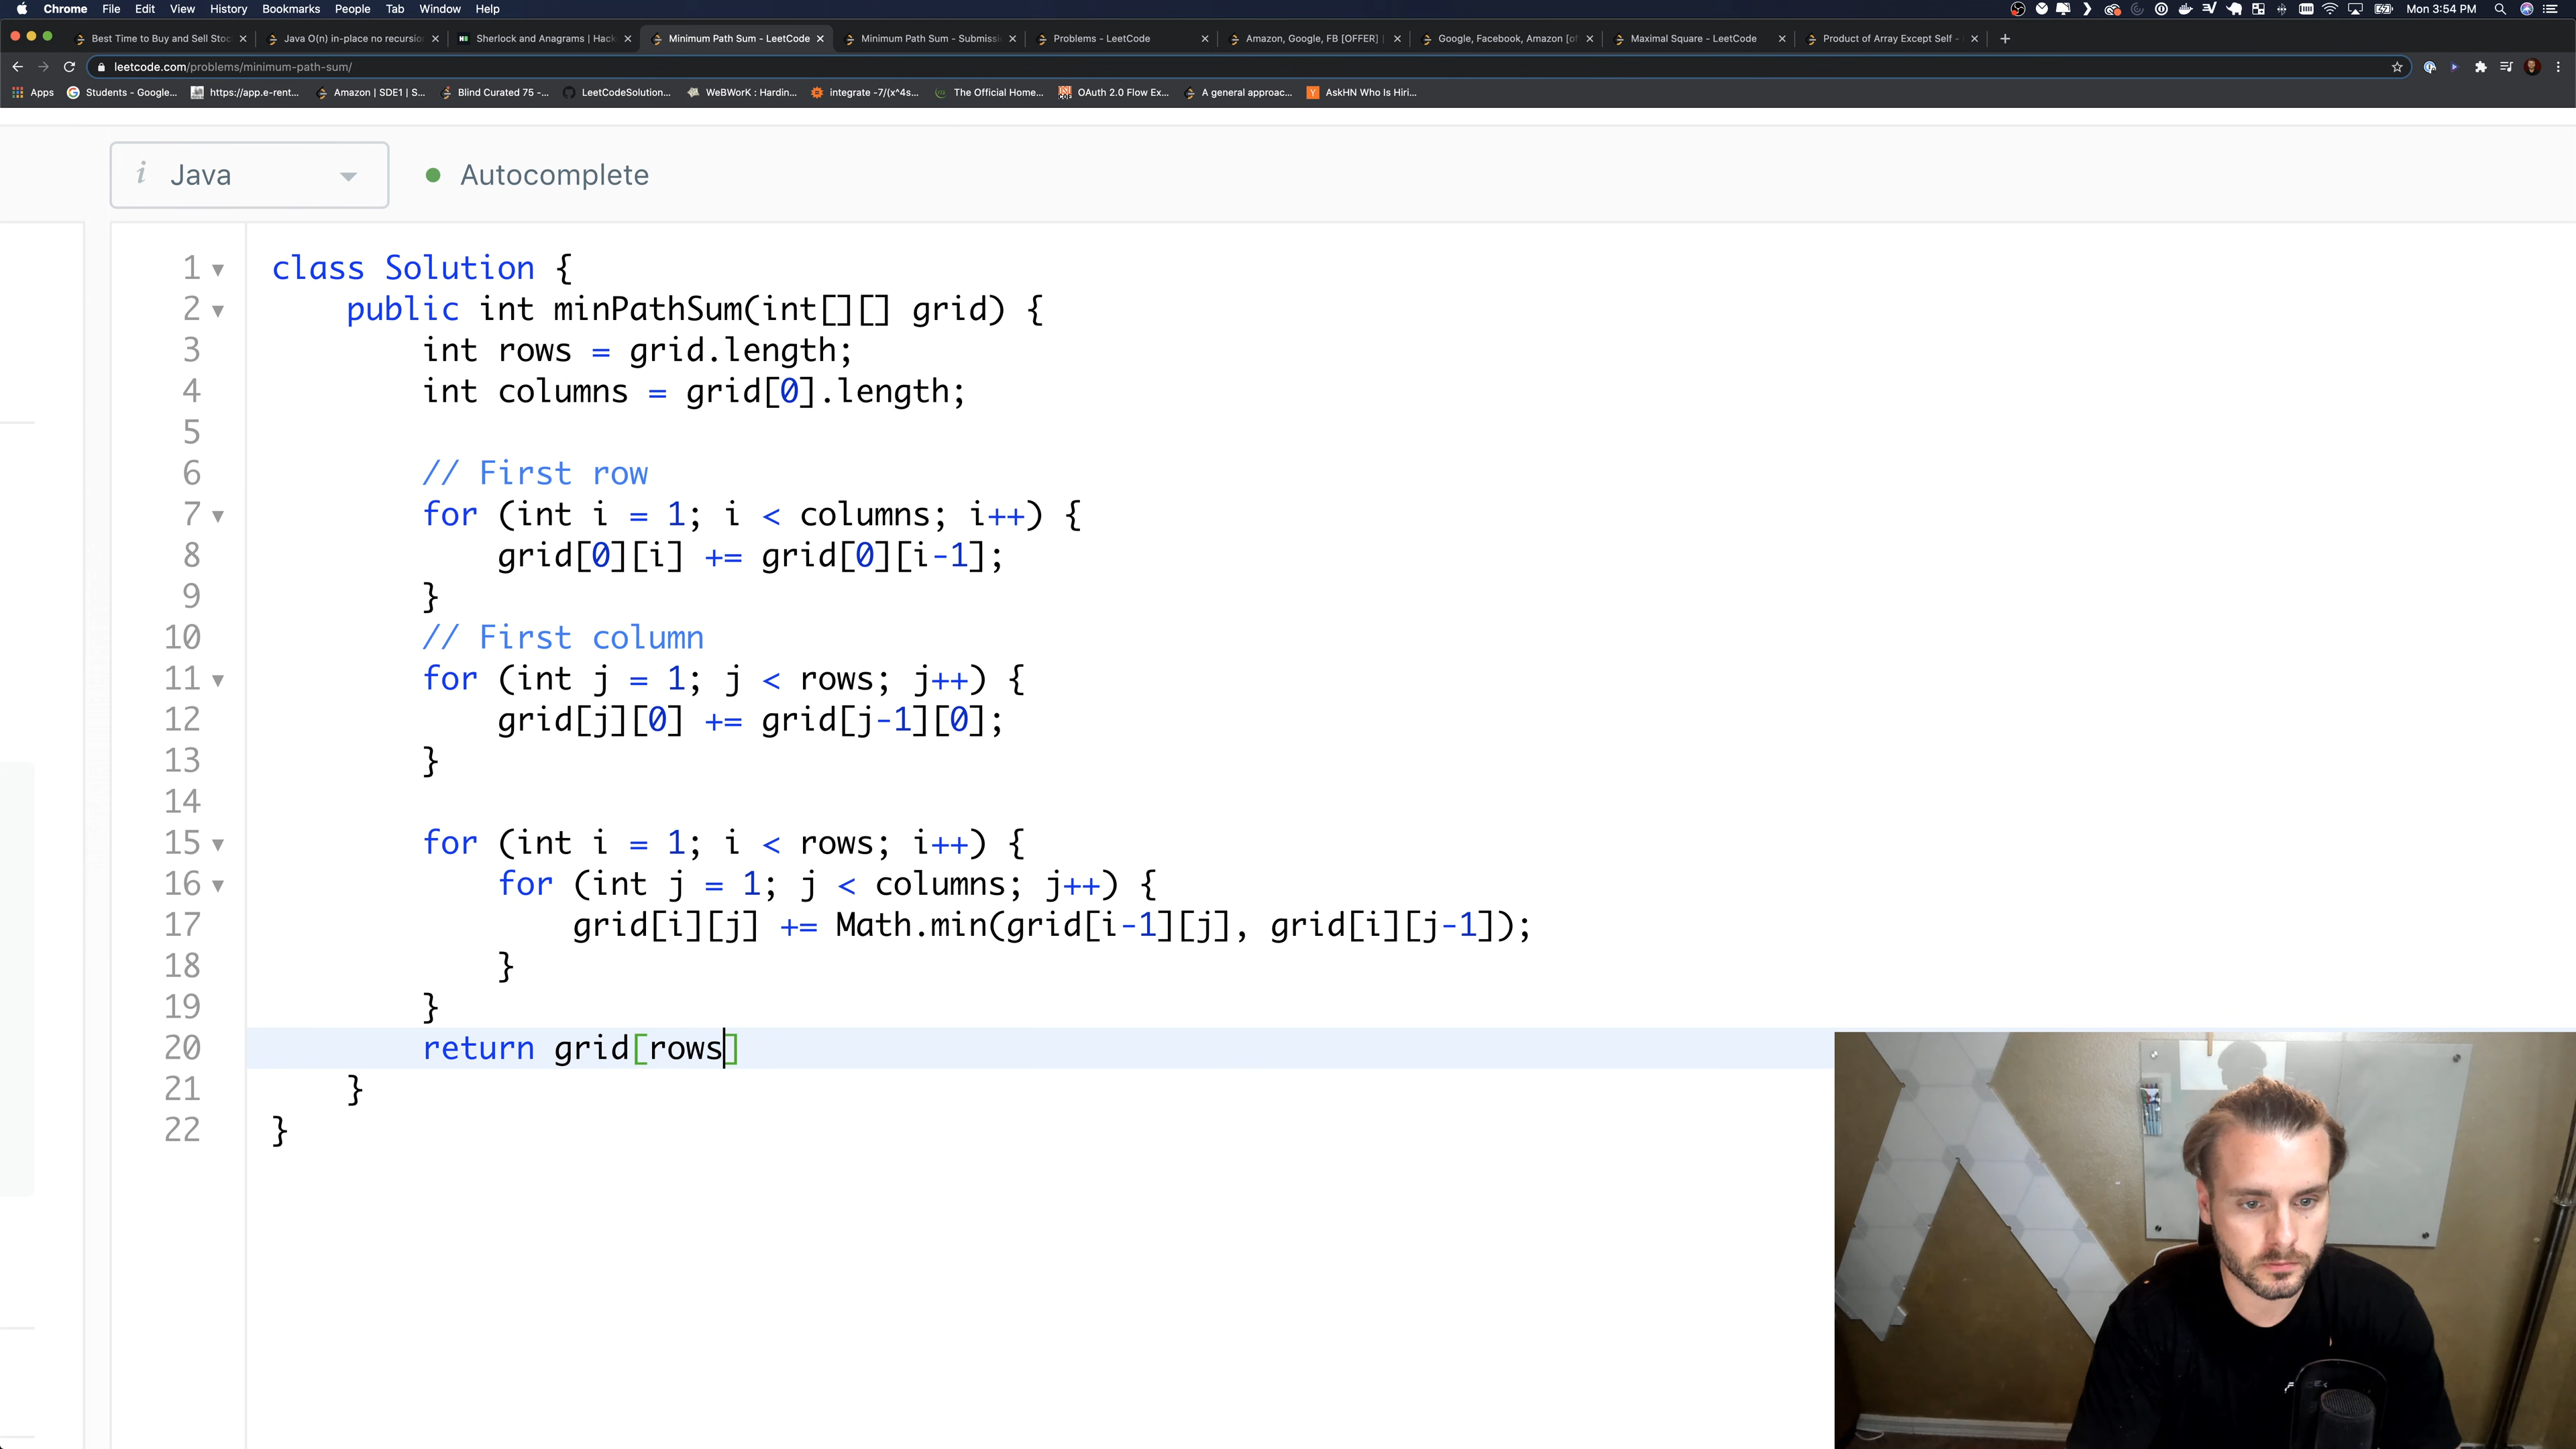 Chrome File Edit View History Bookmarks People Tab Window Help Mon 3:54 PM
Best Time to Buy and Sell Stoc Java O(n) in-place no recursio Sherlock and Anagrams | Hack Minimum Path Sum - LeetCode Minimum Path Sum - Submissi Problems - LeetCode Amazon, Google, FB [OFFER] | Google, Facebook, Amazon [of Maximal Square - LeetCode Product of Array Except Self -
leetcode.com/problems/minimum-path-sum/
Apps Students - Google... https://app.e-rent... Amazon | SDE1 | S... Blind Curated 75 -... LeetCodeSolution... WeBWorK : Hardin... integrate -7/(x^4s... The Official Home... OAuth 2.0 Flow Ex... A general approac... AskHN Who Is Hiri...
i Java Autocomplete
1 class Solution {
2 public int minPathSum(int[][] grid) {
3 int rows = grid.length;
4 int columns = grid[0].length;
5
6 // First row
7 for (int i = 1; i < columns; i++) {
8 grid[0][i] += grid[0][i-1];
9 }
10 // First column
11 for (int j = 1; j < rows; j++) {
12 grid[j][0] += grid[j-1][0];
13 }
14
15 for (int i = 1; i < rows; i++) {
16 for (int j = 1; j < columns; j++) {
17 grid[i][j] += Math.min(grid[i-1][j], grid[i][j-1]);
18 }
19 }
20 return grid[rows]
21 }
22 }